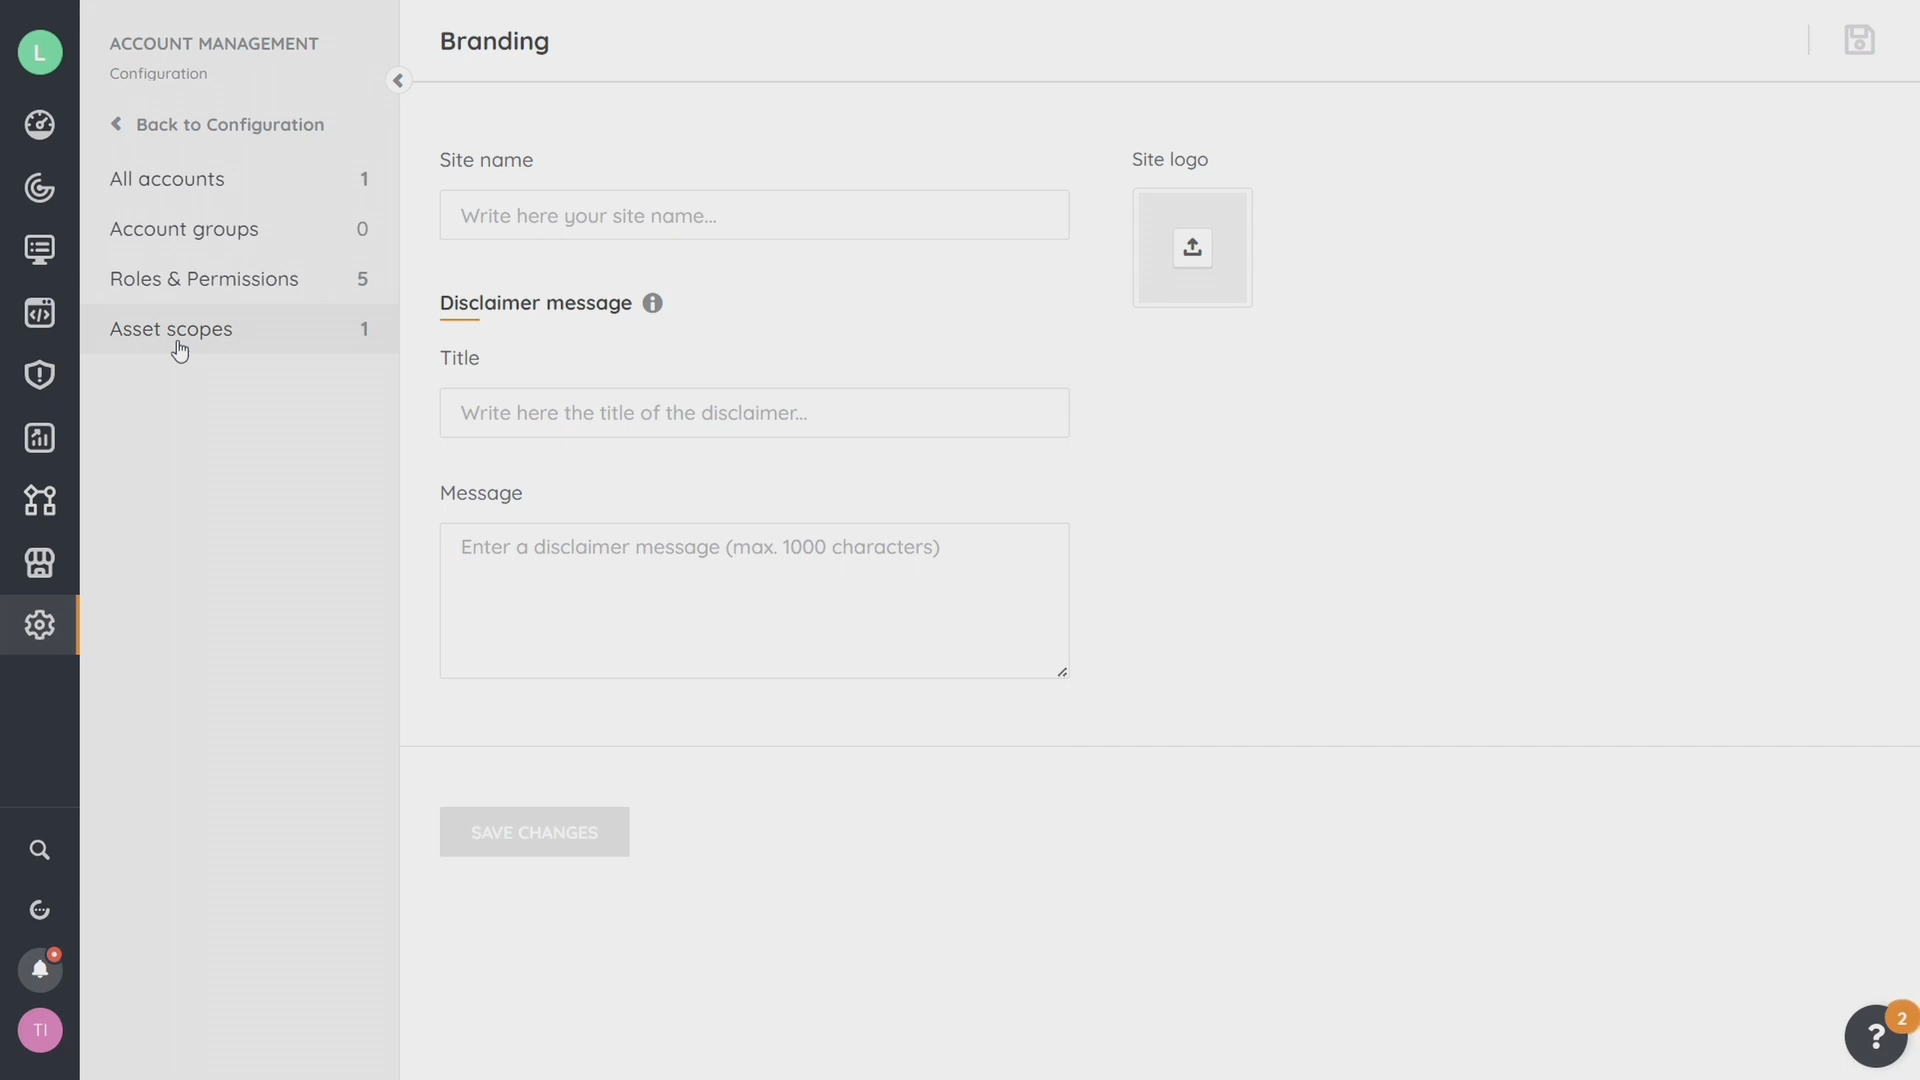 L
ACCOUNT MANAGEMENT
Configuration
Back to Configuration
All accounts 1
Account groups 0
Roles & Permissions 5
Asset scopes 1
Branding
Site name
Write here your site name...
Site logo
Disclaimer message
Title
Write here the title of the disclaimer...
Message
Enter a disclaimer message (max. 1000 characters)
SAVE CHANGES
TI
?
2